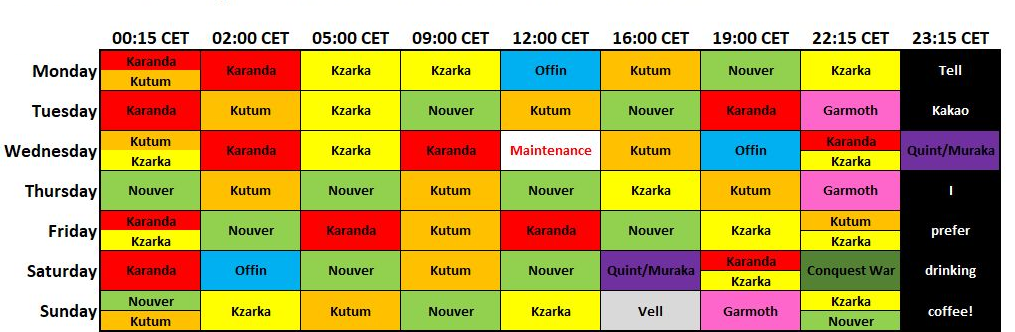 00:15 CET 02:00 CET 05:00 CET 09:00 CET 12:00 CET 16:00 CET 19:00 CET 22:15 CET 23:15 CET
Monday Karanda Kutum Karanda Kzarka Kzarka Offin Kutum Nouver Kzarka Tell
Tuesday Karanda Kutum Kzarka Nouver Kutum Nouver Karanda Garmoth Kakao
Wednesday Kutum Kzarka Karanda Kzarka Karanda Maintenance Kutum Offin Karanda Kzarka Quint/Muraka
Thursday Nouver Kutum Nouver Kutum Nouver Kzarka Kutum Garmoth I
Friday Karanda Kzarka Nouver Karanda Kutum Karanda Nouver Kzarka Kutum Kzarka prefer
Saturday Karanda Offin Nouver Kutum Nouver Quint/Muraka Karanda Kzarka Conquest War drinking
Sunday Nouver Kutum Kzarka Kutum Nouver Kzarka Vell Garmoth Kzarka Nouver coffee!